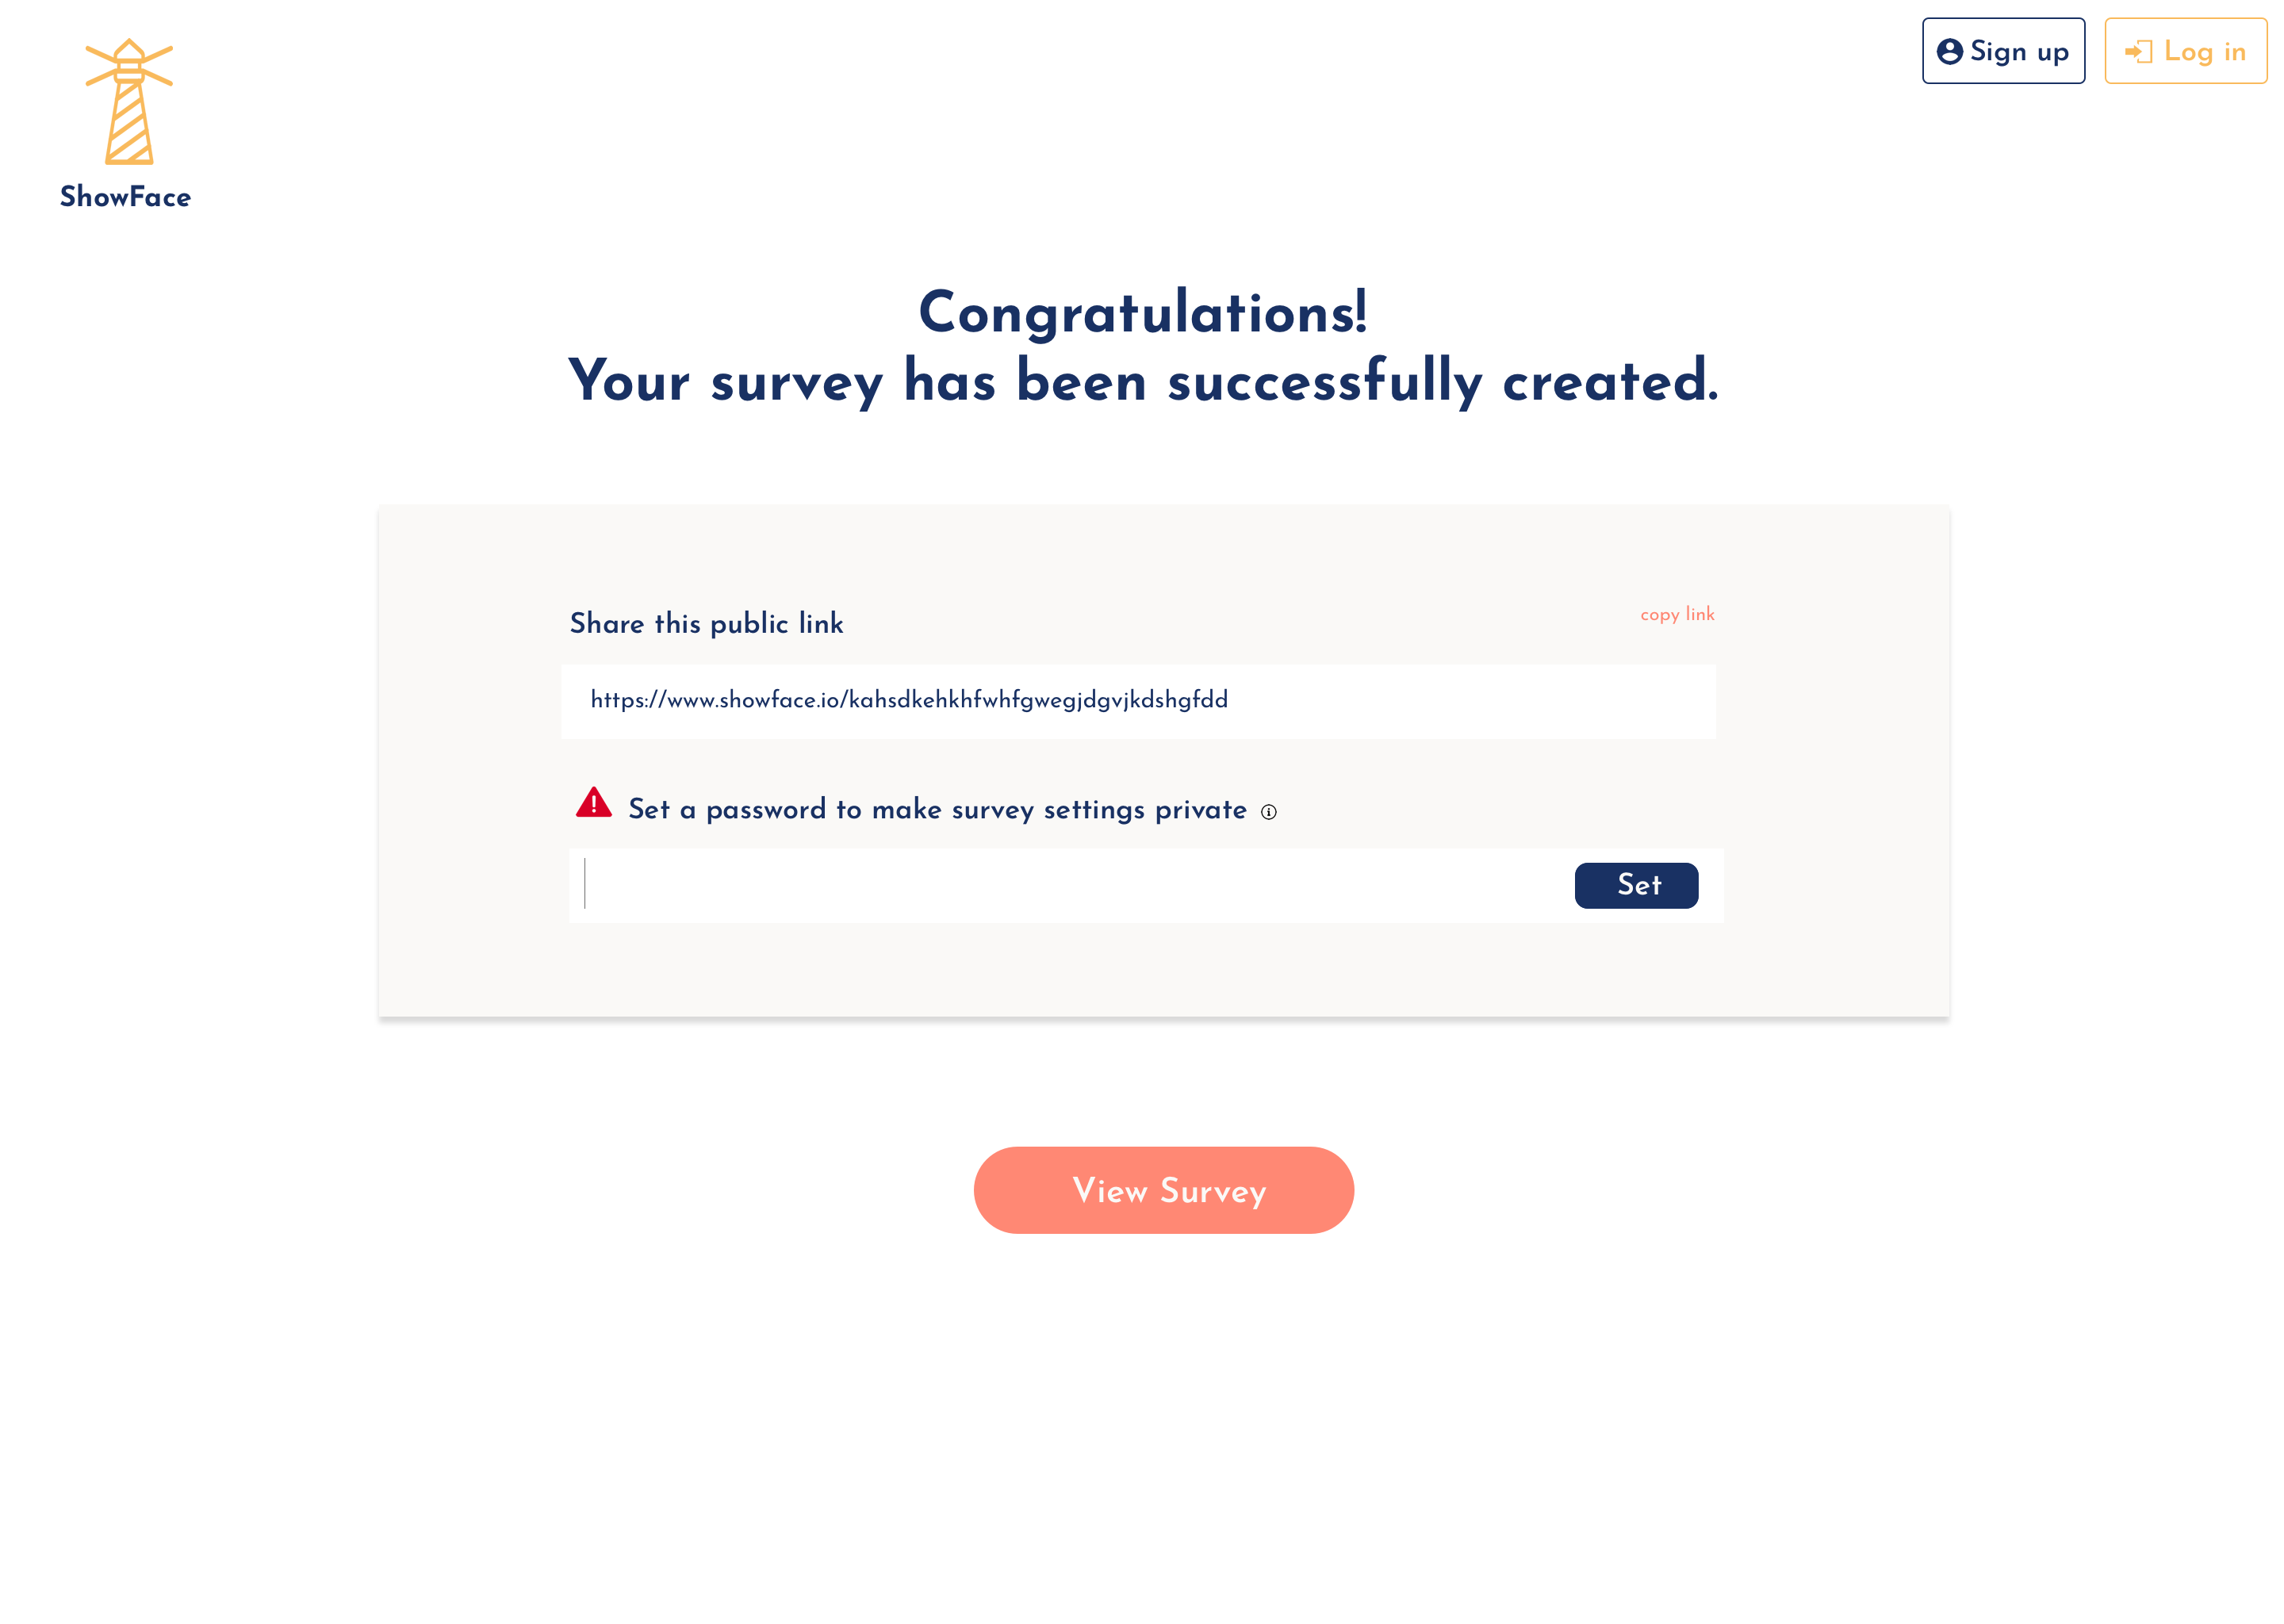 Sign up
Log in
ShowFace
Congratulations!
Your survey has been successfully created.
Share this public link
copy link
https://www.showface.io/kahsdkehkhfwhfgwegjdgvjkdshgfdd
Set a password to make survey settings private
Set
View Survey